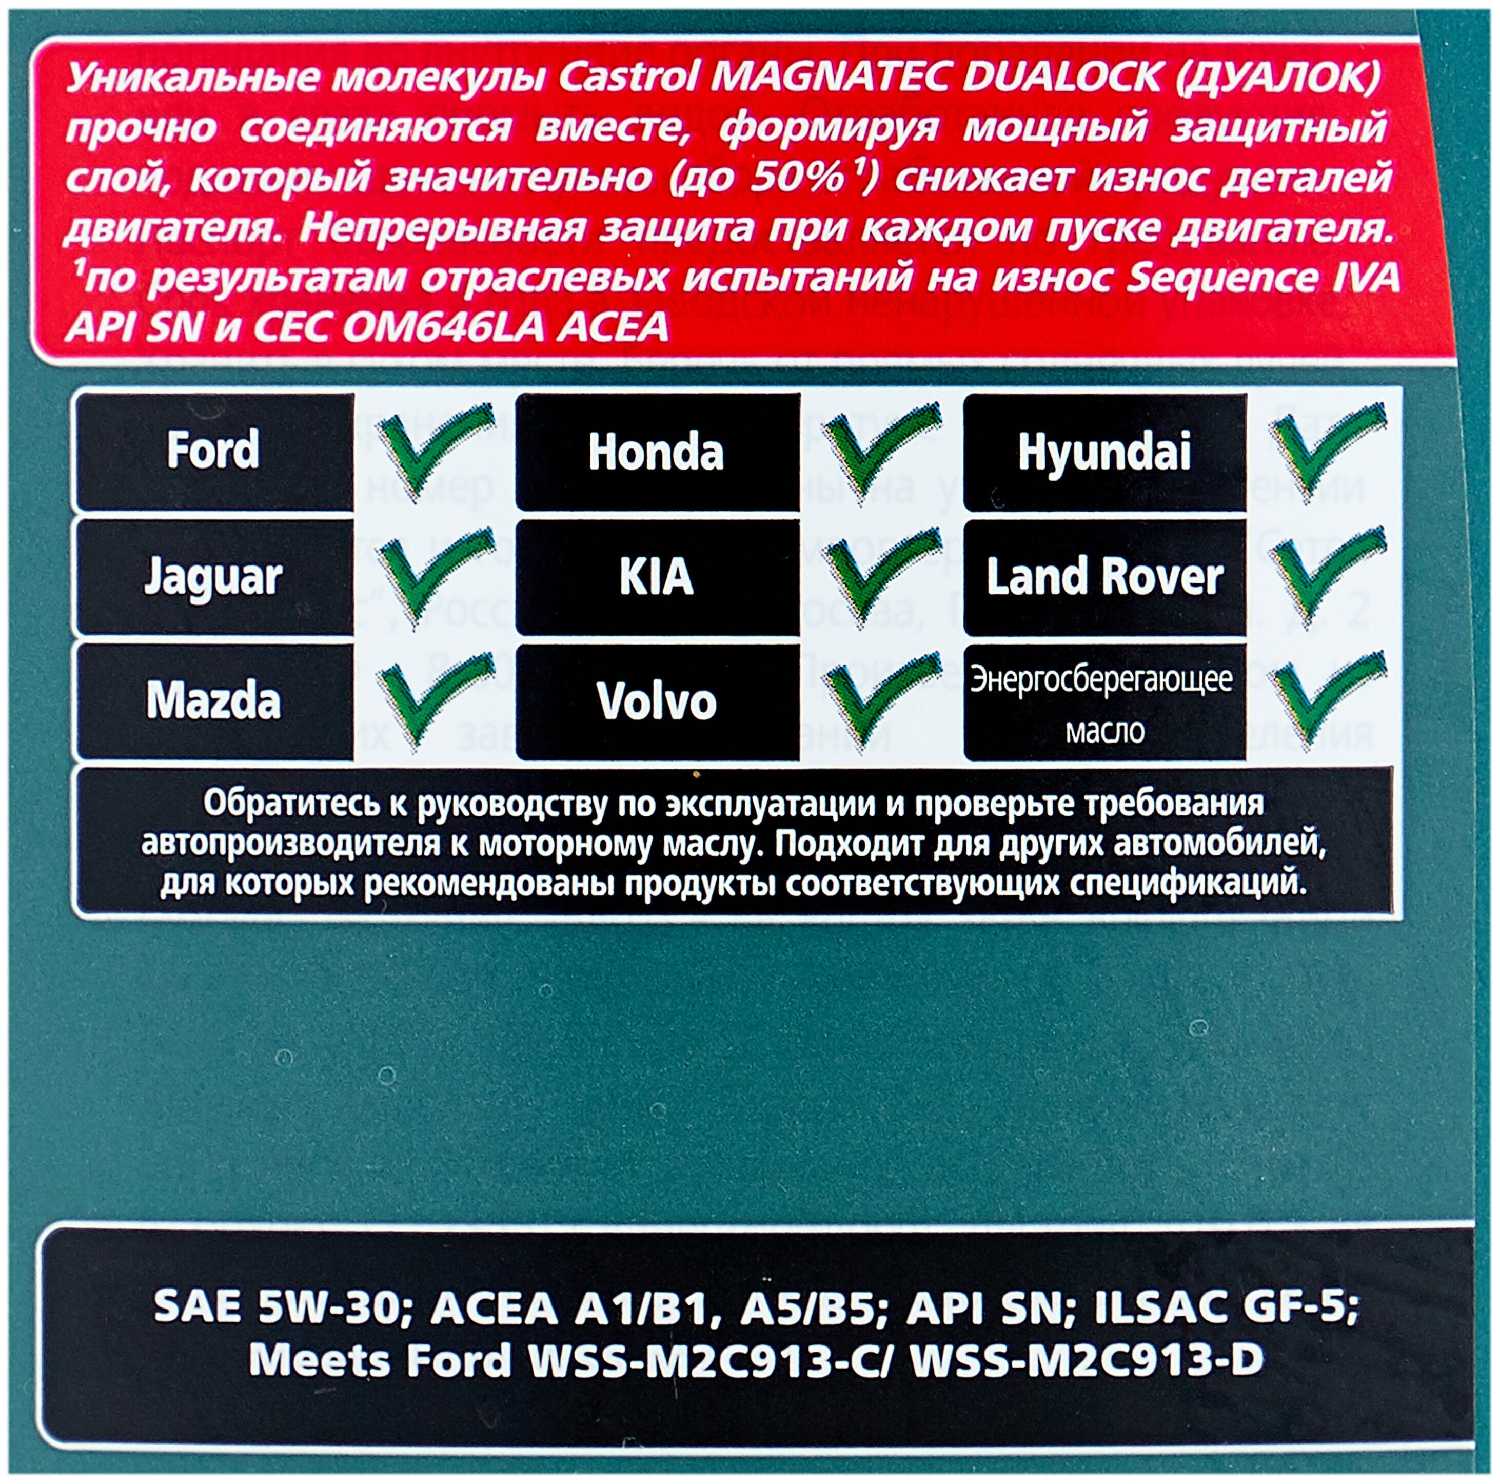 Уникальные молекулы Castrol MAGNATEC DUALOCK (ДУАЛОК)
прочно соединяются вместе, формируя мощный защитный
слой, который значительно (до 50%¹) снижает износ деталей
двигателя. Непрерывная защита при каждом пуске двигателя.
¹по результатам отраслевых испытаний на износ Sequence IVA
API SN и CEC OM646LA ACEA
Ford Honda Hyundai
Jaguar KIA Land Rover
Mazda Volvo Энергосберегающее
масло
Обратитесь к руководству по эксплуатации и проверьте требования
автопроизводителя к моторному маслу. Подходит для других автомобилей,
для которых рекомендованы продукты соответствующих спецификаций.
SAE 5W-30; ACEA A1/B1, A5/B5; API SN; ILSAC GF-5;
Meets Ford WSS-M2C913-C/ WSS-M2C913-D